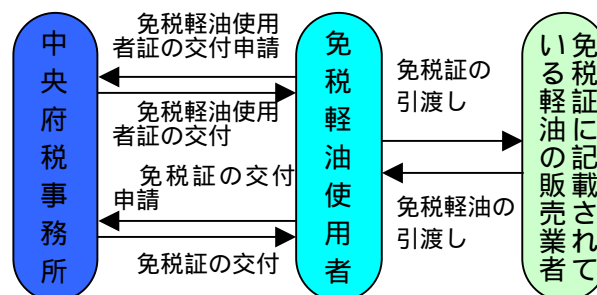 中央府税事務所
免税軽油使用
者証の交付申請
免税軽油使用
者証の交付
免税証の交付
申請
免税証の交付
免税軽油使用者
免税証の
引渡し
免税軽油の
引渡し
免税証に記載されて
いる軽油の販売業者